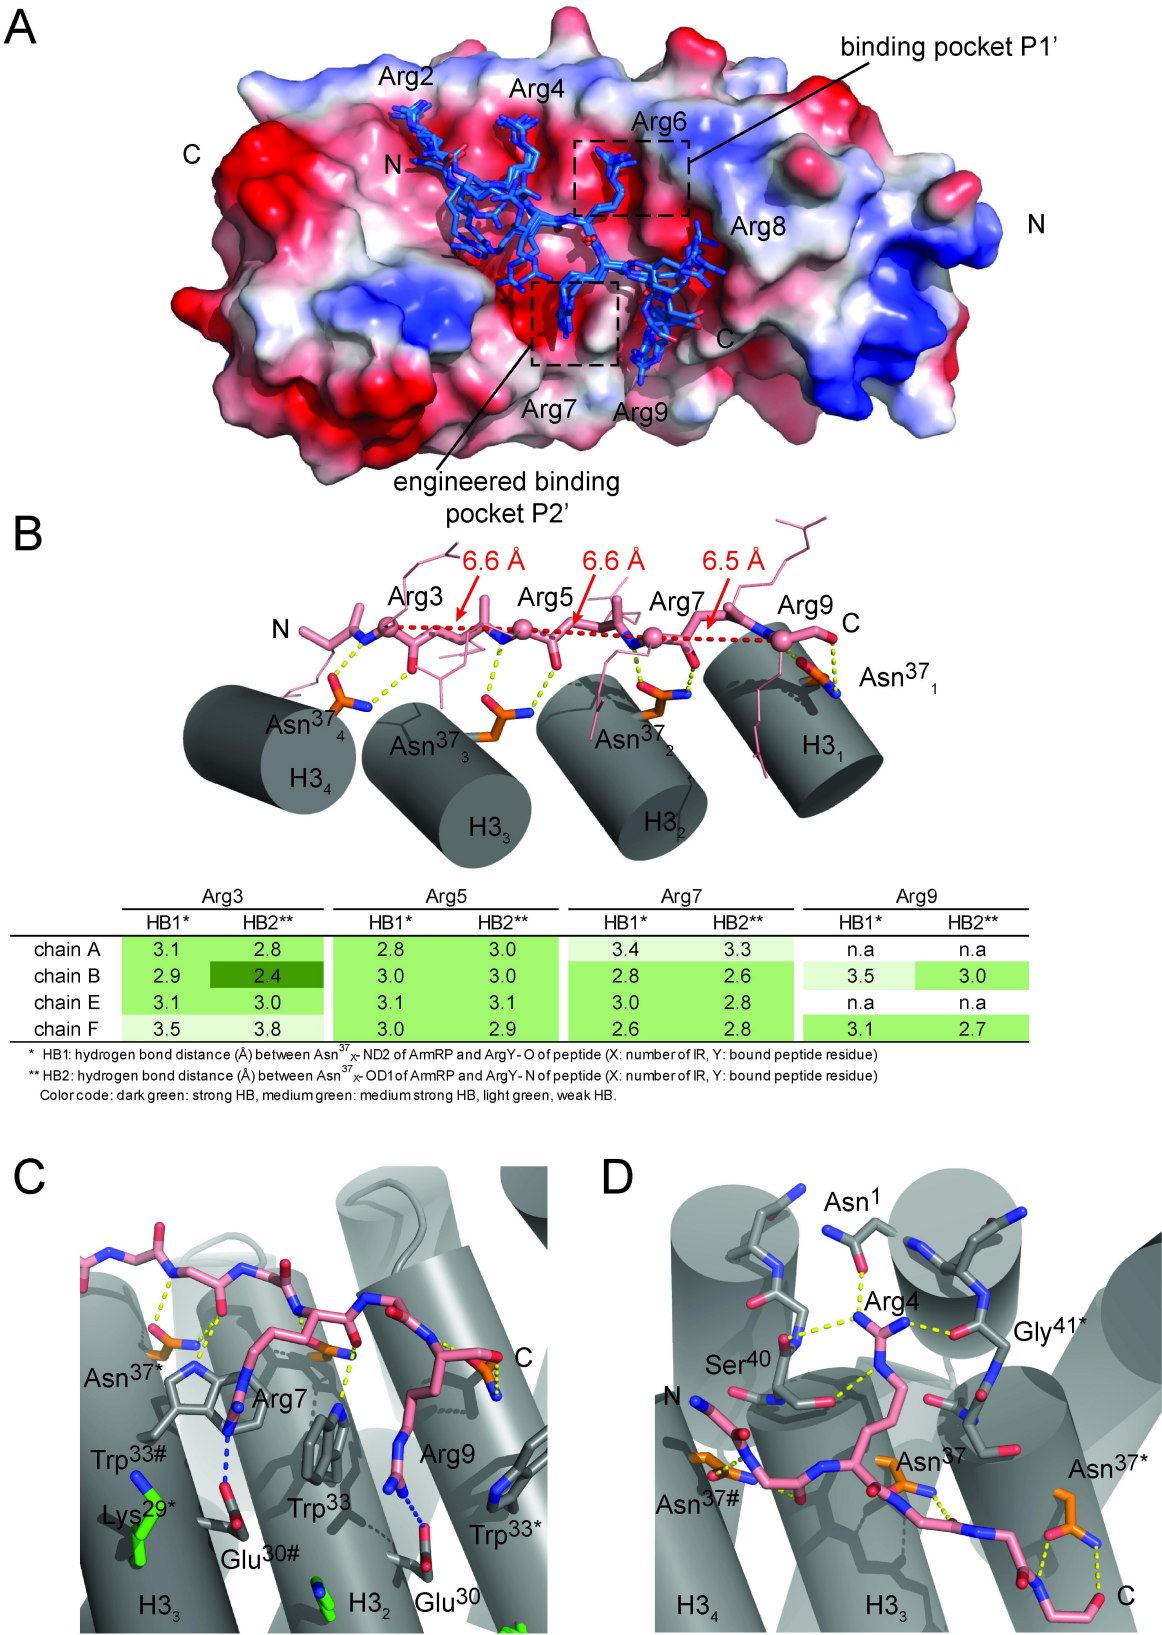 A
binding pocket P1’
Arg2
Arg4
Arg6
C
N
Arg8
N
C
Arg7
Arg9
engineered binding
pocket P2’
B
6.6 Å
6.6 Å
6.5 Å
Arg3
Arg5
Arg7
Arg9
N
C
Asn37 1
Asn37 4
Asn37 3
Asn37 2
H3 1
H3 4
H3 3
H3 2
Arg3 Arg5 Arg7 Arg9
HB1* HB2** HB1* HB2** HB1* HB2** HB1* HB2**
chain A 3.1 2.8 2.8 3.0 3.4 3.3 n.a n.a
chain B 2.9 2.4 3.0 3.0 2.8 2.6 3.5 3.0
chain E 3.1 3.0 3.1 3.1 3.0 2.8 n.a n.a
chain F 3.5 3.8 3.0 2.9 2.6 2.8 3.1 2.7
* HB1: hydrogen bond distance (Å) between Asn37X-ND2 of ArmRP and ArgY-O of peptide (X: number of IR, Y: bound peptide residue)
** HB2: hydrogen bond distance (Å) between Asn37X-OD1of ArmRP and ArgY-N of peptide (X: number of IR, Y: bound peptide residue)
Color code: dark green: strong HB, medium green: medium strong HB, light green, weak HB.
C
C
Asn37*
Arg7
Arg9
Trp33#
Lys29*
Trp33
Trp33*
Glu30#
Glu30
H3 3
H3 2
D
Asn1
Arg4
Gly41*
Ser40
N
Asn37
Asn37*
Asn37#
C
H3 4
H3 3